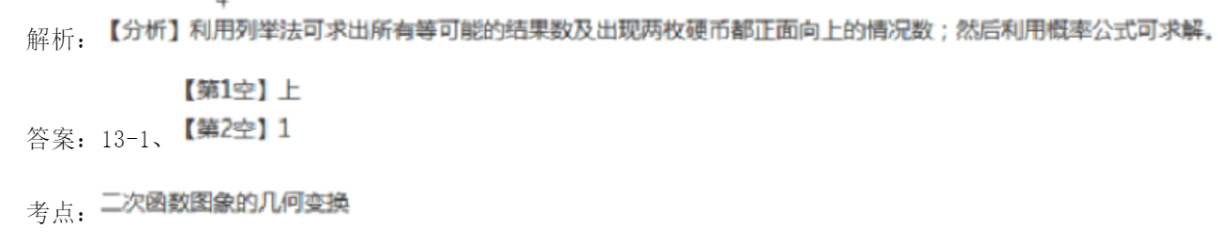 解析：【分析】利用列举法可求出所有等可能的结果数及出现两枚硬币都正面向上的情况数；然后利用概率公式可求解。
【第1空】上
答案：13-1、【第2空】1
考点：二次函数图象的几何变换